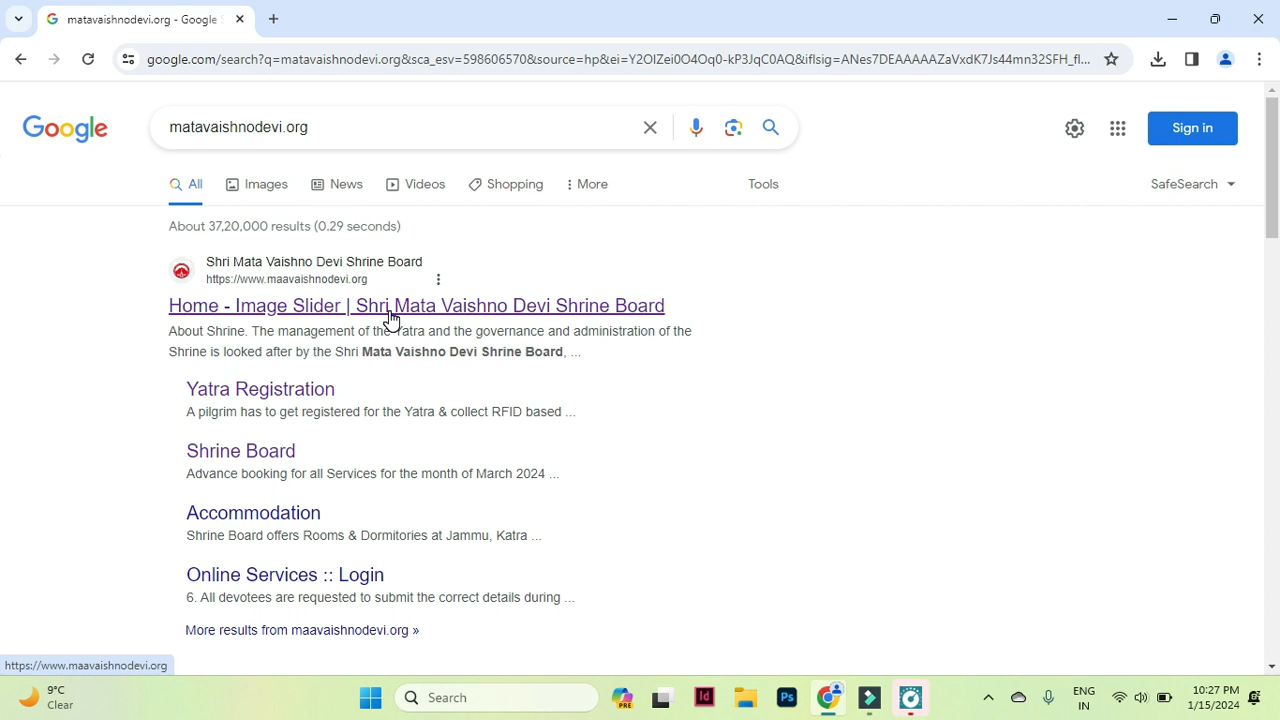 matavaishnodevi.org - Google S
google.com/search?q=matavaishnodevi.org&sca_esv=598606570&source=hp&ei=Y2OlZei0O4Oq0-kP3JqC0AQ&iflsig=ANes7DEAAAAAZaVxdK7Js44mn32SFH_fl...
Google
matavaishnodevi.org
Sign in
All
Images
News
Videos
Shopping
More
Tools
SafeSearch
About 37,20,000 results (0.29 seconds)
Shri Mata Vaishno Devi Shrine Board
https://www.maavaishnodevi.org
Home - Image Slider | Shri Mata Vaishno Devi Shrine Board
About Shrine. The management of the Yatra and the governance and administration of the
Shrine is looked after by the Shri Mata Vaishno Devi Shrine Board, ...
Yatra Registration
A pilgrim has to get registered for the Yatra & collect RFID based ...
Shrine Board
Advance booking for all Services for the month of March 2024 ...
Accommodation
Shrine Board offers Rooms & Dormitories at Jammu, Katra ...
Online Services :: Login
6. All devotees are requested to submit the correct details during ...
More results from maavaishnodevi.org »
https://www.maavaishnodevi.org
9°C
Clear
Search
PRE
Id
Ps
ENG
IN
10:27 PM
1/15/2024